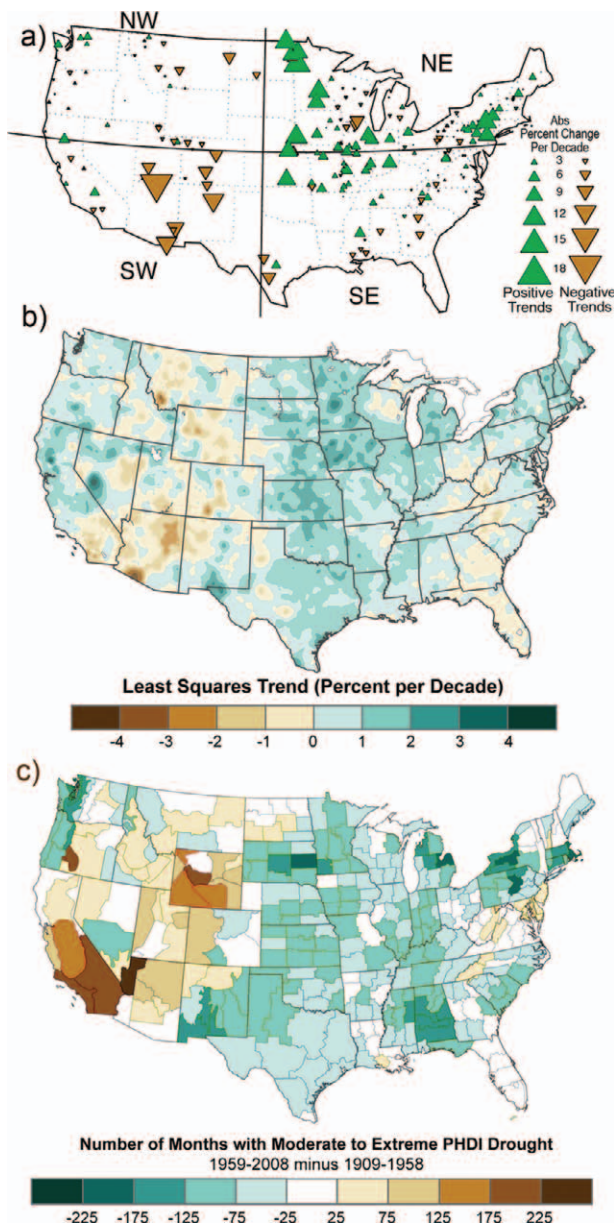 a)
NW
NE
SW
SE
Abs
Percent Change
Per Decade
3
6
9
12
15
18
Positive Negative
Trends Trends
b)
Least Squares Trend (Percent per Decade)
-4 -3 -2 -1 0 1 2 3 4
c)
Number of Months with Moderate to Extreme PHDI Drought
1959-2008 minus 1909-1958
-225 -175 -125 -75 -25 25 75 125 175 225